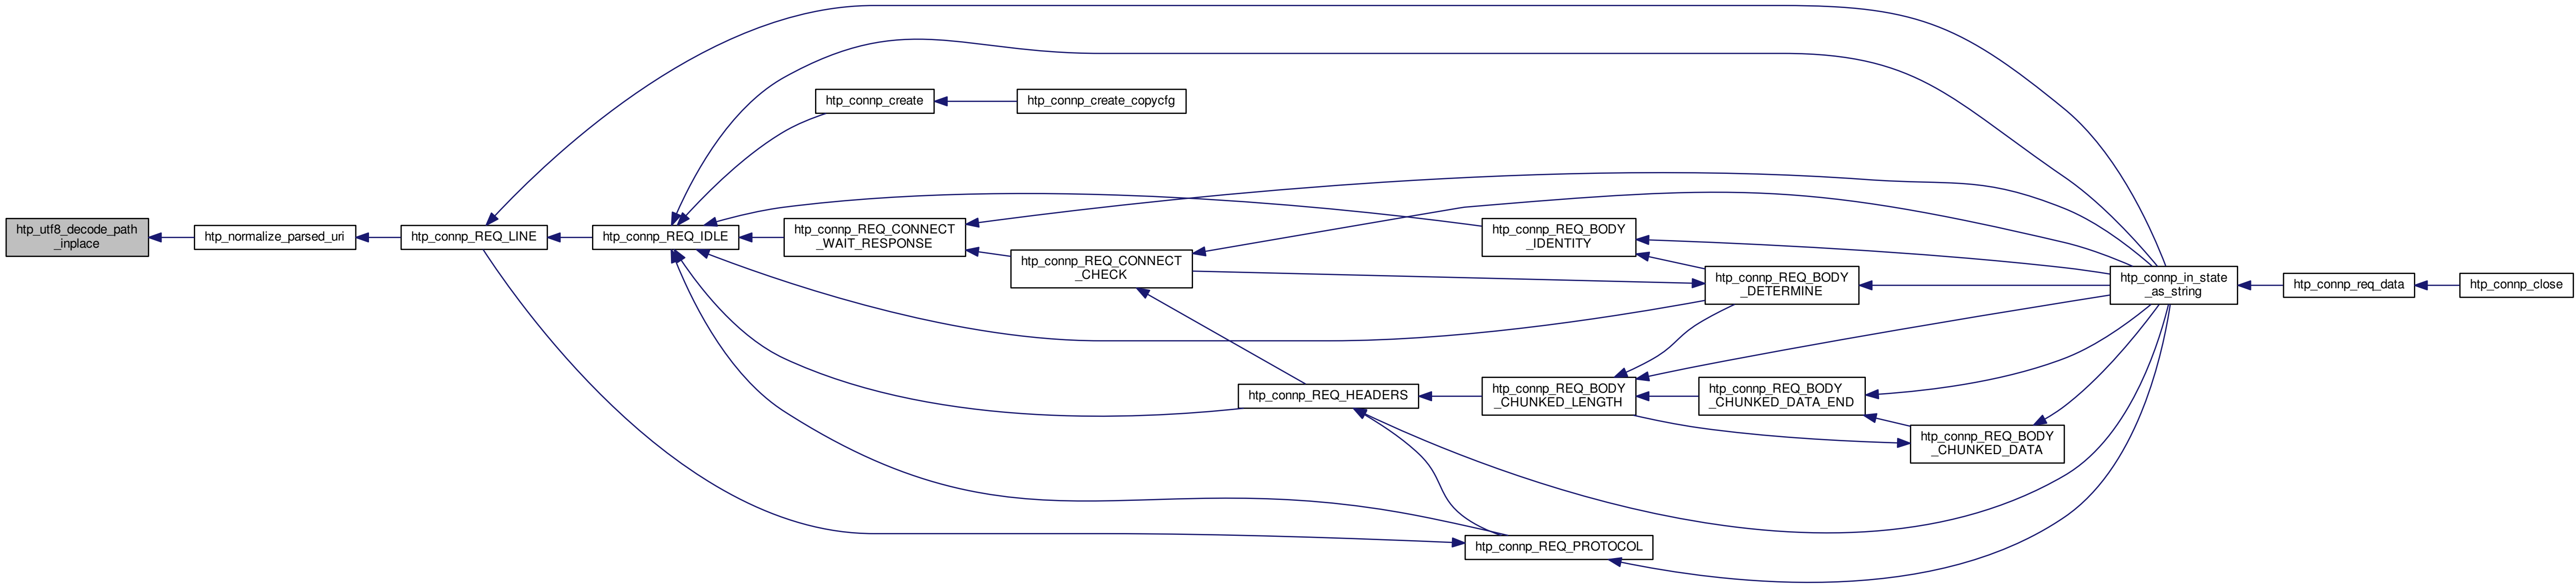 htp_utf8_decode_path
_inplace
htp_normalize_parsed_uri
htp_connp_REQ_LINE
htp_connp_REQ_IDLE
htp_connp_create
htp_connp_create_copycfg
htp_connp_REQ_CONNECT
_WAIT_RESPONSE
htp_connp_REQ_CONNECT
_CHECK
htp_connp_REQ_HEADERS
htp_connp_REQ_BODY
_IDENTITY
htp_connp_REQ_BODY
_DETERMINE
htp_connp_REQ_BODY
_CHUNKED_LENGTH
htp_connp_REQ_BODY
_CHUNKED_DATA_END
htp_connp_REQ_BODY
_CHUNKED_DATA
htp_connp_REQ_PROTOCOL
htp_connp_in_state
_as_string
htp_connp_req_data
htp_connp_close